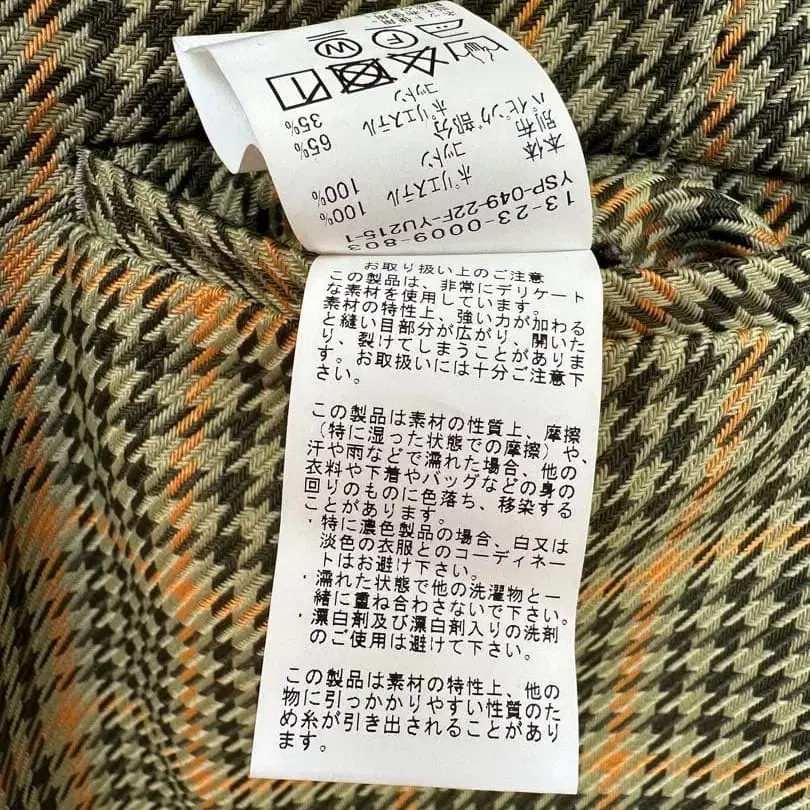 13-23-0009-803
YSP-049-22F-YU215-1
本体 ポリエステル 100%
別布 コットン 100%
パイピング部分 ポリエステル 65%
コットン 35%
F
W
お取り扱い上のご注意
この製品は、非常にデリケート
な素材を使用しています。
素材の特性上、強い力が加わる
と縫い目部分が広がり、開いた
り、裂けてしまうことがありま
す。お取扱いには十分ご注意下
さい。
この製品は素材の性質上、摩擦
(特に湿った状態での摩擦)や、
汗や雨などで濡れた場合、他の
衣料や下着やバッグなどの身の
回りのものに色落ち、移染する
ことがあります。
・特に濃色製品の場合、白又は
淡色の衣服とのコーディネー
トはお避け下さい。
・濡れた状態で他の洗濯物と一
緒に重ね合わさないで下さい。
・漂白剤及び漂白剤入りの洗剤
のご使用は避けて下さい。
この製品は素材の特性上、他の
物に引っかかりやすい性質のた
め糸が引き出されることがあり
ます。